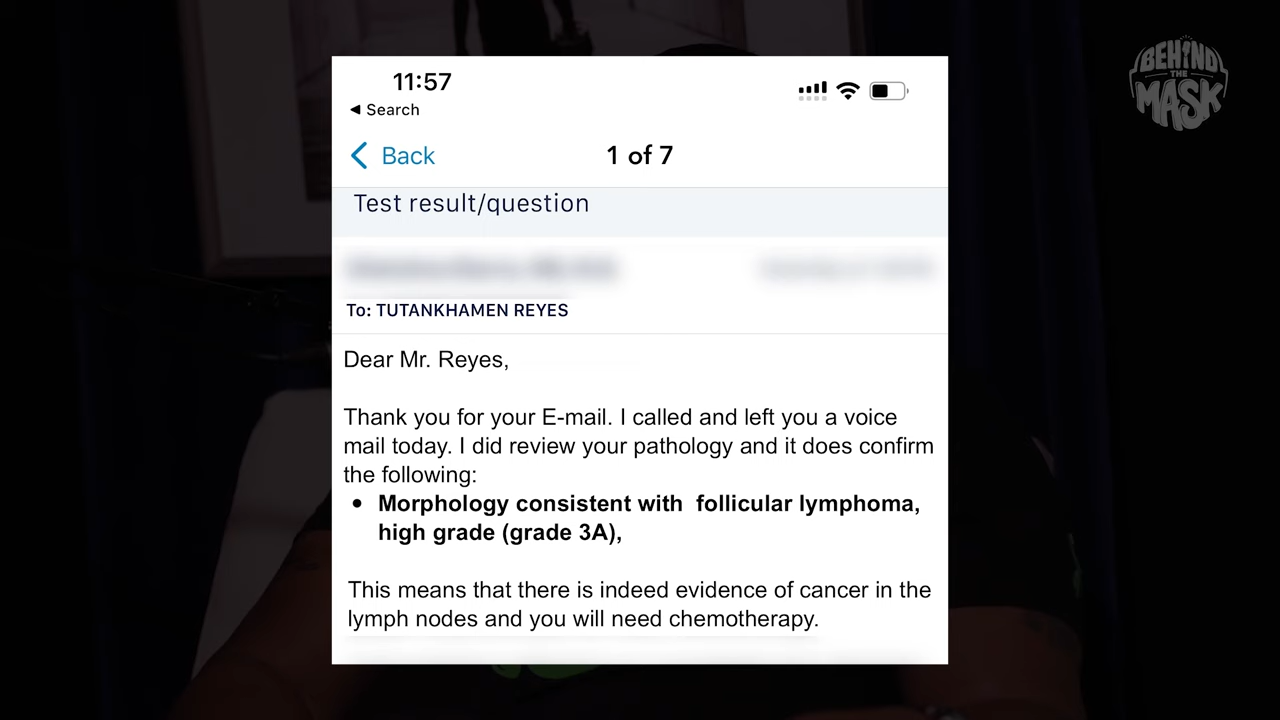 BEHIND
THE
MASK
11:57
◀ Search
Back
1 of 7
Test result/question
To: TUTANKHAMEN REYES
Dear Mr. Reyes,
Thank you for your E-mail. I called and left you a voice
mail today. I did review your pathology and it does confirm
the following:
• Morphology consistent with follicular lymphoma,
high grade (grade 3A),
This means that there is indeed evidence of cancer in the
lymph nodes and you will need chemotherapy.